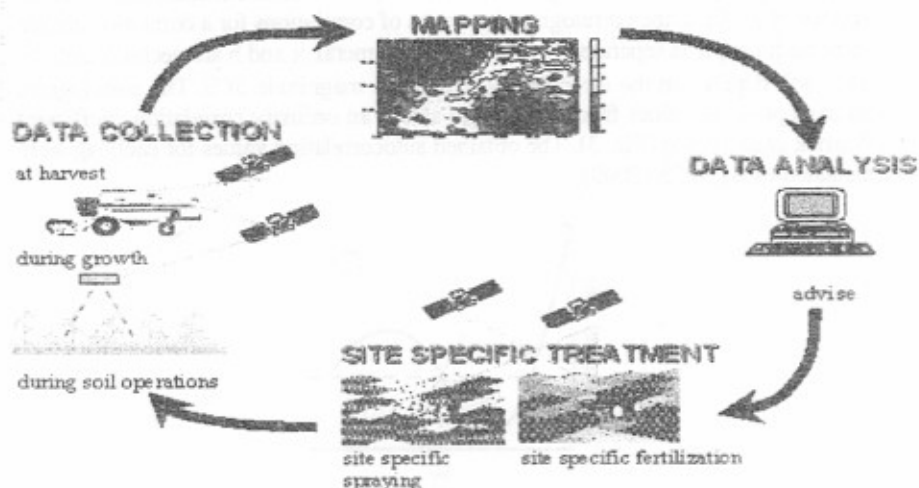 MAPPING
DATA COLLECTION
at harvest
during growth
during soil operations
DATA ANALYSIS
advise
SITE SPECIFIC TREATMENT
site specific
spraying
site specific fertilization